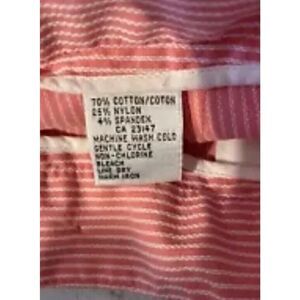 70% COTTON/COTON
25% NYLON
4% SPANDEX
CA 23147
MACHINE WASH COLD
GENTLE CYCLE
NON-CHLORINE
BLEACH
LINE DRY
WARM IRON